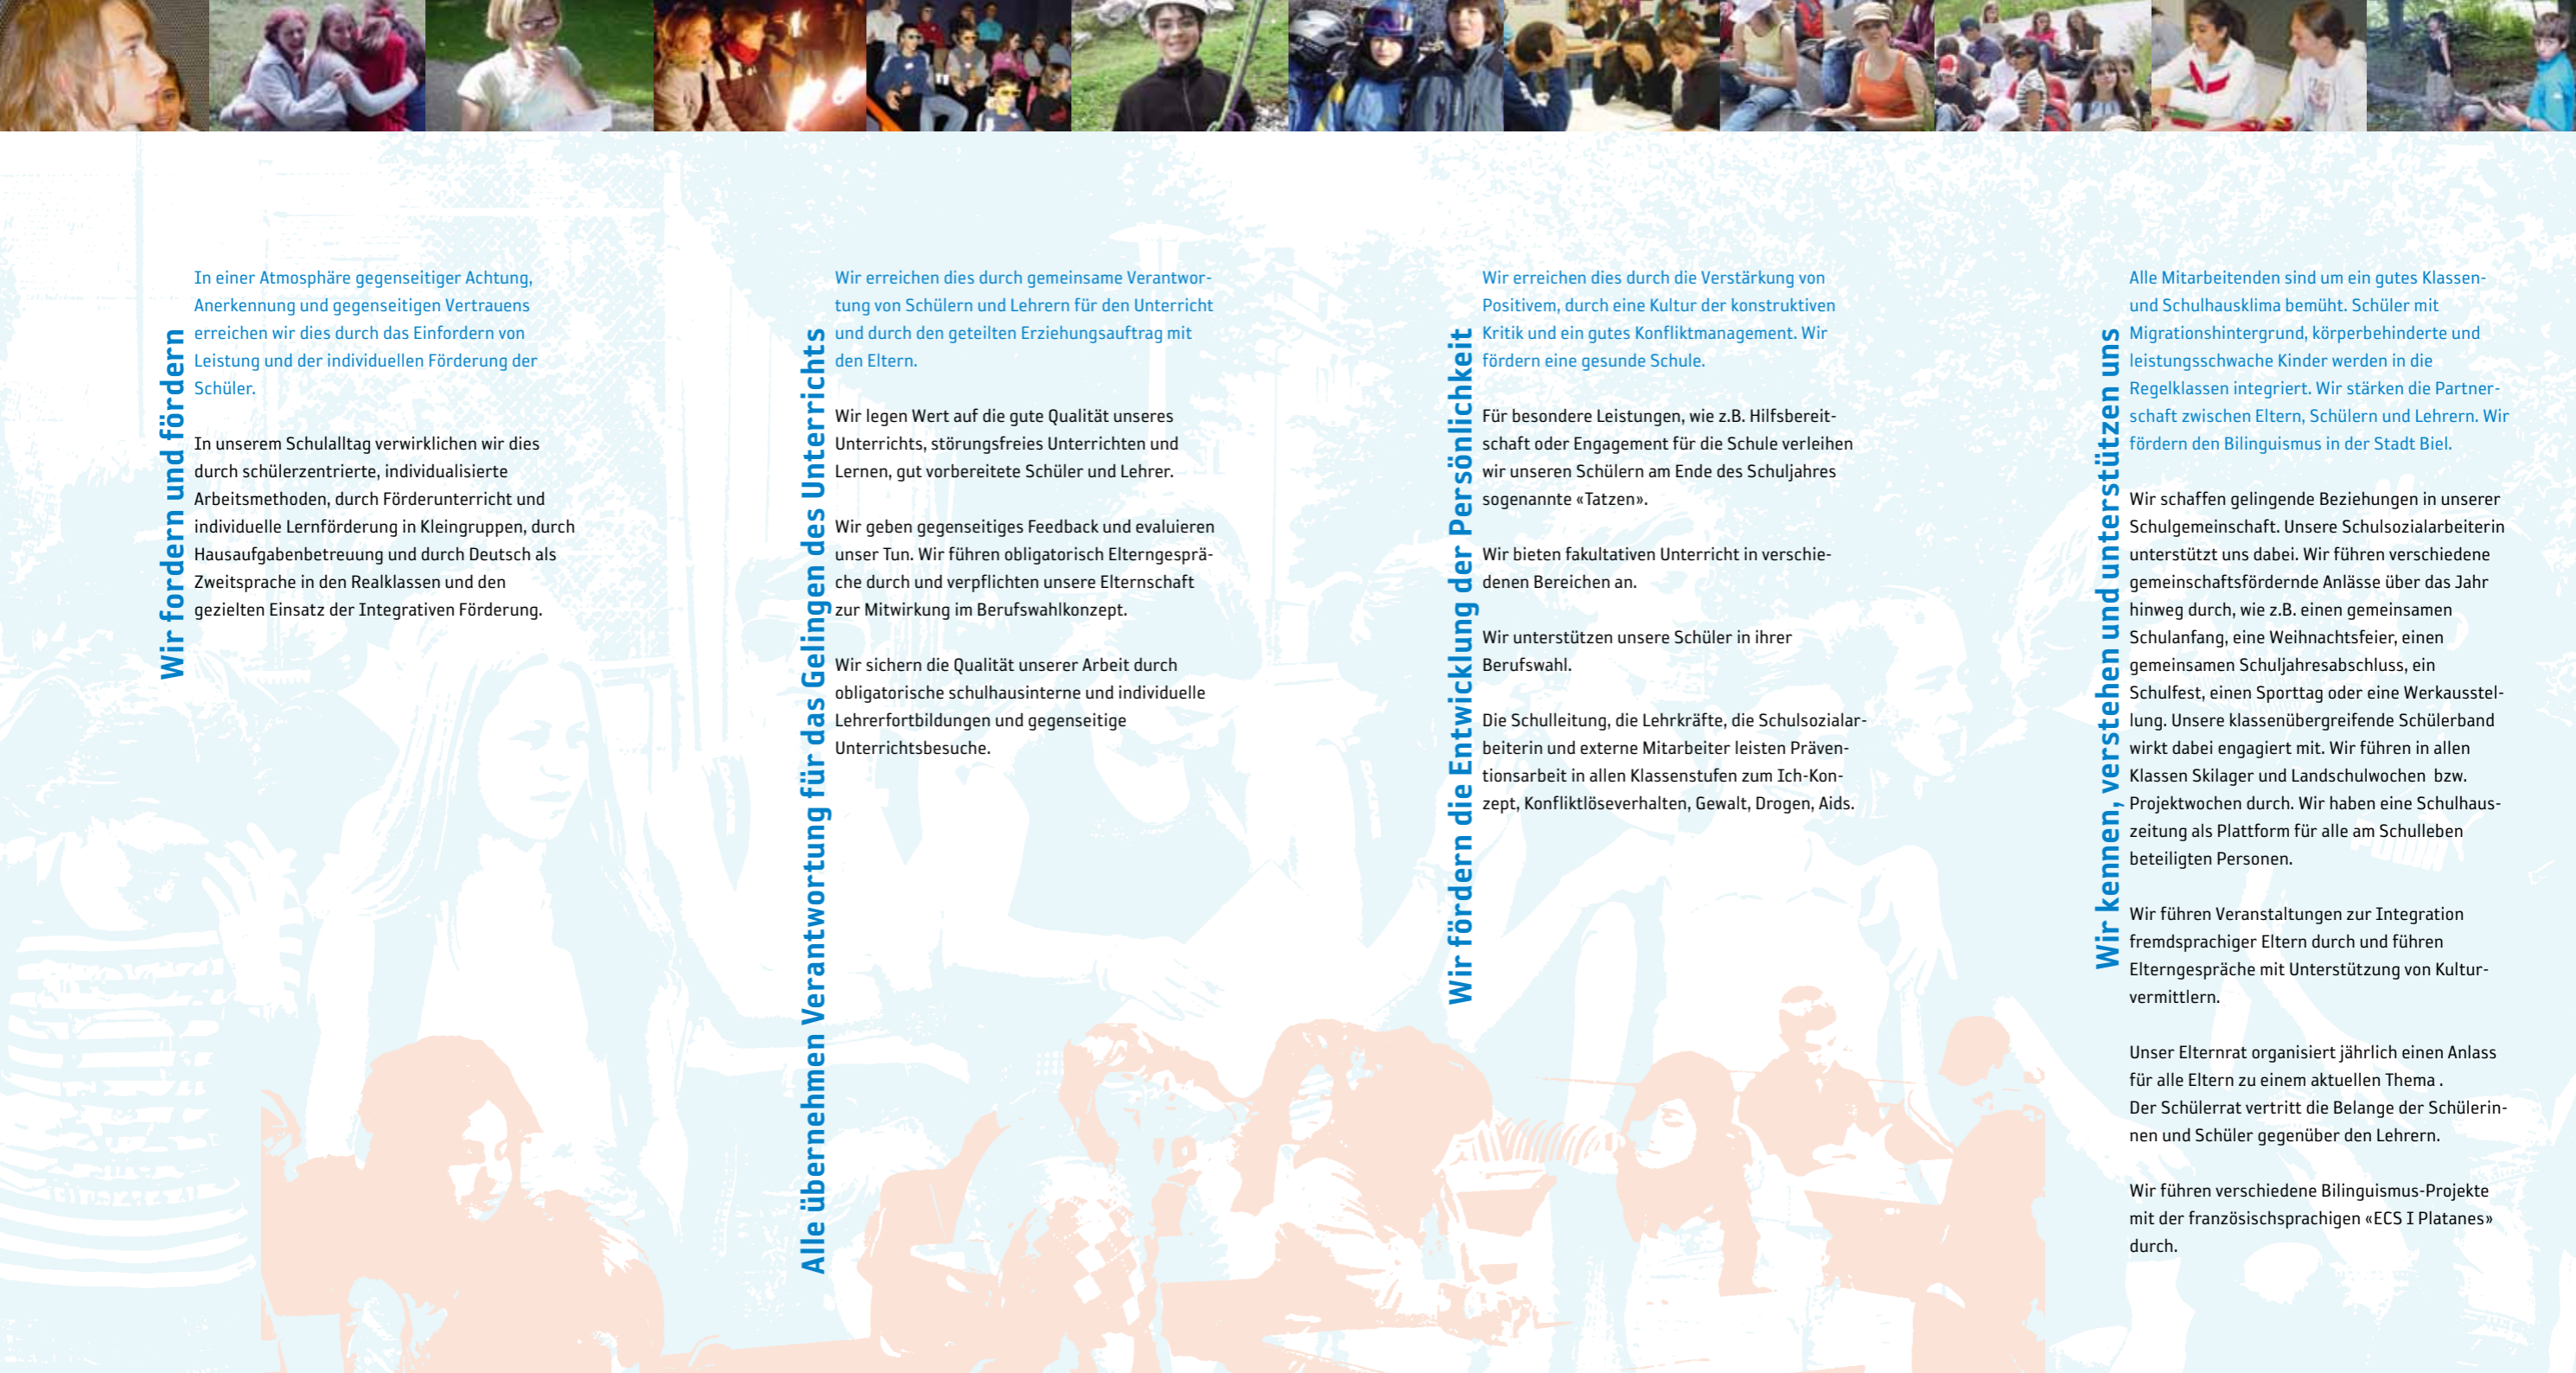 Wir fordern und fördern
In einer Atmosphäre gegenseitiger Achtung,
Anerkennung und gegenseitigen Vertrauens
erreichen wir dies durch das Einfordern von
Leistung und der individuellen Förderung der
Schüler.
In unserem Schulalltag verwirklichen wir dies
durch schülerzentrierte, individualisierte
Arbeitsmethoden, durch Förderunterricht und
individuelle Lernförderung in Kleingruppen, durch
Hausaufgabenbetreuung und durch Deutsch als
Zweitsprache in den Realklassen und den
gezielten Einsatz der Integrativen Förderung.
Alle übernehmen Verantwortung für das Gelingen des Unterrichts
Wir erreichen dies durch gemeinsame Verantwor-
tung von Schülern und Lehrern für den Unterricht
und durch den geteilten Erziehungsauftrag mit
den Eltern.
Wir legen Wert auf die gute Qualität unseres
Unterrichts, störungsfreies Unterrichten und
Lernen, gut vorbereitete Schüler und Lehrer.
Wir geben gegenseitiges Feedback und evaluieren
unser Tun. Wir führen obligatorisch Elterngesprä-
che durch und verpflichten unsere Elternschaft
zur Mitwirkung im Berufswahlkonzept.
Wir sichern die Qualität unserer Arbeit durch
obligatorische schulhausinterne und individuelle
Lehrerfortbildungen und gegenseitige
Unterrichtsbesuche.
Wir fördern die Entwicklung der Persönlichkeit
Wir erreichen dies durch die Verstärkung von
Positivem, durch eine Kultur der konstruktiven
Kritik und ein gutes Konfliktmanagement. Wir
fördern eine gesunde Schule.
Für besondere Leistungen, wie z.B. Hilfsbereit-
schaft oder Engagement für die Schule verleihen
wir unseren Schülern am Ende des Schuljahres
sogenannte «Tatzen».
Wir bieten fakultativen Unterricht in verschie-
denen Bereichen an.
Wir unterstützen unsere Schüler in ihrer
Berufswahl.
Die Schulleitung, die Lehrkräfte, die Schulsozialar-
beiterin und externe Mitarbeiter leisten Präven-
tionsarbeit in allen Klassenstufen zum Ich-Kon-
zept, Konfliktlöseverhalten, Gewalt, Drogen, Aids.
Wir kennen, verstehen und unterstützen uns
Alle Mitarbeitenden sind um ein gutes Klassen-
und Schulhausklima bemüht. Schüler mit
Migrationshintergrund, körperbehinderte und
leistungsschwache Kinder werden in die
Regelklassen integriert. Wir stärken die Partner-
schaft zwischen Eltern, Schülern und Lehrern. Wir
fördern den Bilinguismus in der Stadt Biel.
Wir schaffen gelingende Beziehungen in unserer
Schulgemeinschaft. Unsere Schulsozialarbeiterin
unterstützt uns dabei. Wir führen verschiedene
gemeinschaftsfördernde Anlässe über das Jahr
hinweg durch, wie z.B. einen gemeinsamen
Schulanfang, eine Weihnachtsfeier, einen
gemeinsamen Schuljahresabschluss, ein
Schulfest, einen Sporttag oder eine Werkausstel-
lung. Unsere klassenübergreifende Schülerband
wirkt dabei engagiert mit. Wir führen in allen
Klassen Skilager und Landschulwochen bzw.
Projektwochen durch. Wir haben eine Schulhaus-
zeitung als Plattform für alle am Schulleben
beteiligten Personen.
Wir führen Veranstaltungen zur Integration
fremdsprachiger Eltern durch und führen
Elterngespräche mit Unterstützung von Kultur-
vermittlern.
Unser Elternrat organisiert jährlich einen Anlass
für alle Eltern zu einem aktuellen Thema .
Der Schülerrat vertritt die Belange der Schülerin-
nen und Schüler gegenüber den Lehrern.
Wir führen verschiedene Bilinguismus-Projekte
mit der französischsprachigen «ECS I Platanes»
durch.